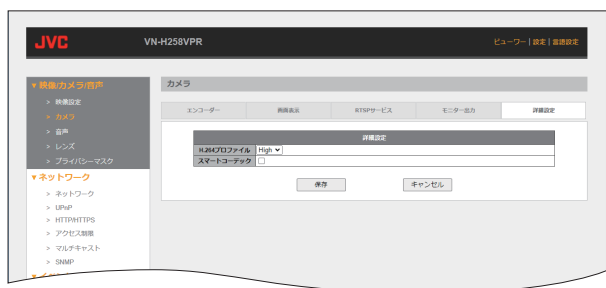 JVC
VN-H258VPR
ビューワー | 設定 | 言語設定
▼映像/カメラ/音声
> 映像設定
> カメラ
> 音声
> レンズ
> プライバシーマスク
▼ネットワーク
> ネットワーク
> UPnP
> HTTP/HTTPS
> アクセス制限
> マルチキャスト
> SNMP
カメラ
エンコーダー
画面表示
RTSPサービス
モニター出力
詳細設定
詳細設定
H.264プロファイル High
スマートコーデック
保存
キャンセル